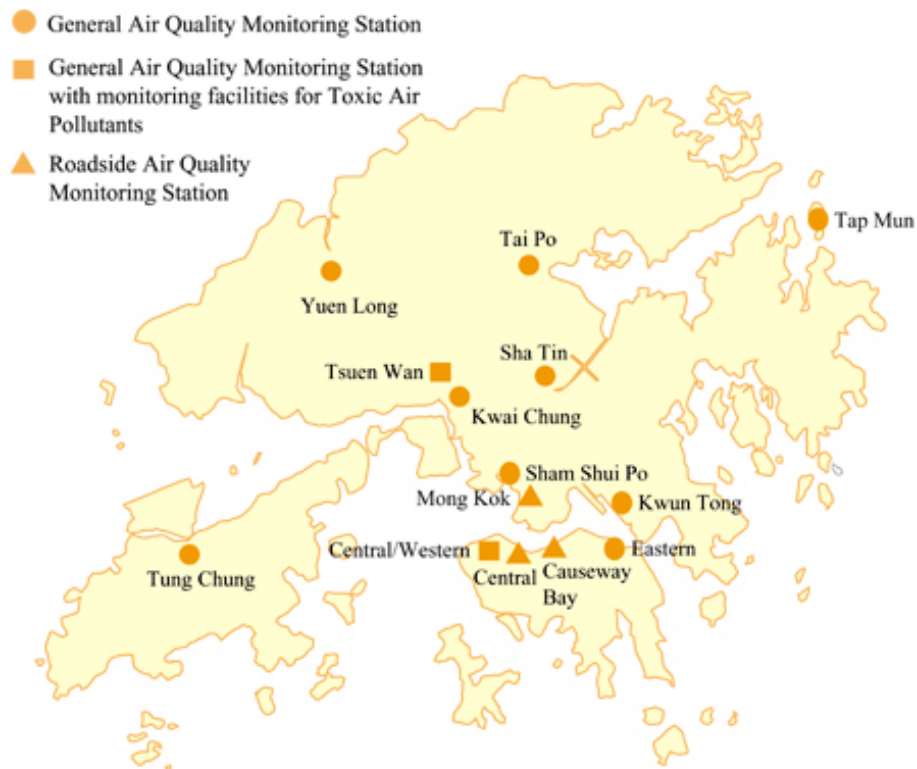 General Air Quality Monitoring Station
General Air Quality Monitoring Station
with monitoring facilities for Toxic Air
Pollutants
Roadside Air Quality
Monitoring Station
Tap Mun
Tai Po
Yuen Long
Sha Tin
Tsuen Wan
Kwai Chung
Sham Shui Po
Mong Kok
Kwun Tong
Central/Western
Eastern
Tung Chung
Central
Causeway
Bay